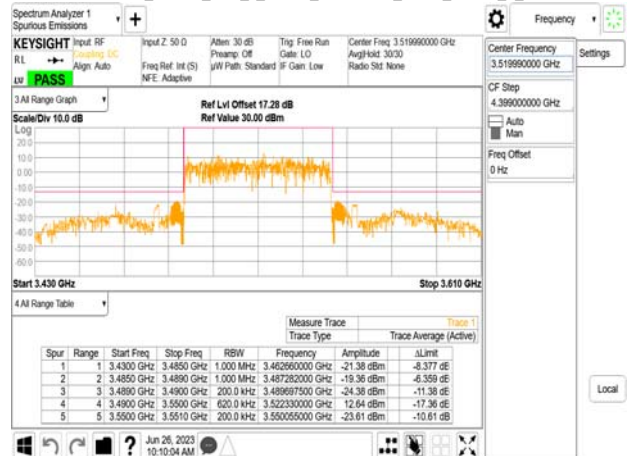 Spectrum Analyzer 1
Spurious Emissions
Frequency
KEYSIGHT Input: RF Input Z: 50 Ω Atten: 30 dB Trig: Free Run Center Freq: 3.519990000 GHz
RL Coupling: DC Preamp: Off Gate: LO Avg|Hold: 30/30
Align: Auto Freq Ref: Int (S) µW Path: Standard IF Gain: Low Radio Std: None
PASS NFE: Adaptive
Center Frequency
3.519990000 GHz
Settings
CF Step
4.399000000 GHz
Auto
Man
Freq Offset
0 Hz
3 All Range Graph
Ref Lvl Offset 17.28 dB
Scale/Div 10.0 dB Ref Value 30.00 dBm
Log
20.0
10.0
0.00
-10.0
-20.0
-30.0
-40.0
-50.0
-60.0
Start 3.430 GHz Stop 3.610 GHz
4 All Range Table
Measure Trace Trace 1
Trace Type Trace Average (Active)
Spur Range Start Freq Stop Freq RBW Frequency Amplitude ΔLimit
1 1 3.4300 GHz 3.4850 GHz 1.000 MHz 3.462660000 GHz -21.38 dBm -8.377 dB
2 2 3.4850 GHz 3.4890 GHz 1.000 MHz 3.487282000 GHz -19.36 dBm -6.359 dB
3 3 3.4890 GHz 3.4900 GHz 200.0 kHz 3.489697500 GHz -24.38 dBm -11.38 dB
4 4 3.4900 GHz 3.5500 GHz 620.0 kHz 3.522330000 GHz 12.64 dBm -17.36 dB
5 5 3.5500 GHz 3.5510 GHz 200.0 kHz 3.550055000 GHz -23.61 dBm -10.61 dB
Local
Jun 26, 2023
10:10:04 AM